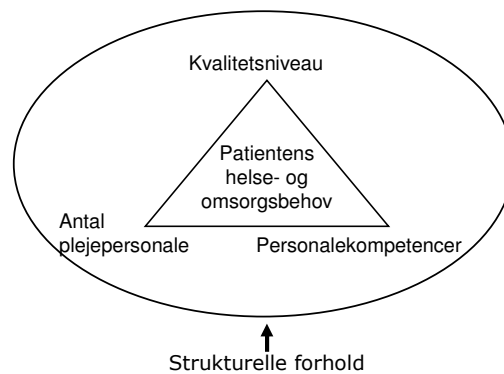 Kvalitetsniveau
Patientens
helse- og
omsorgsbehov
Antal
plejepersonale
Personalekompetencer
Strukturelle forhold